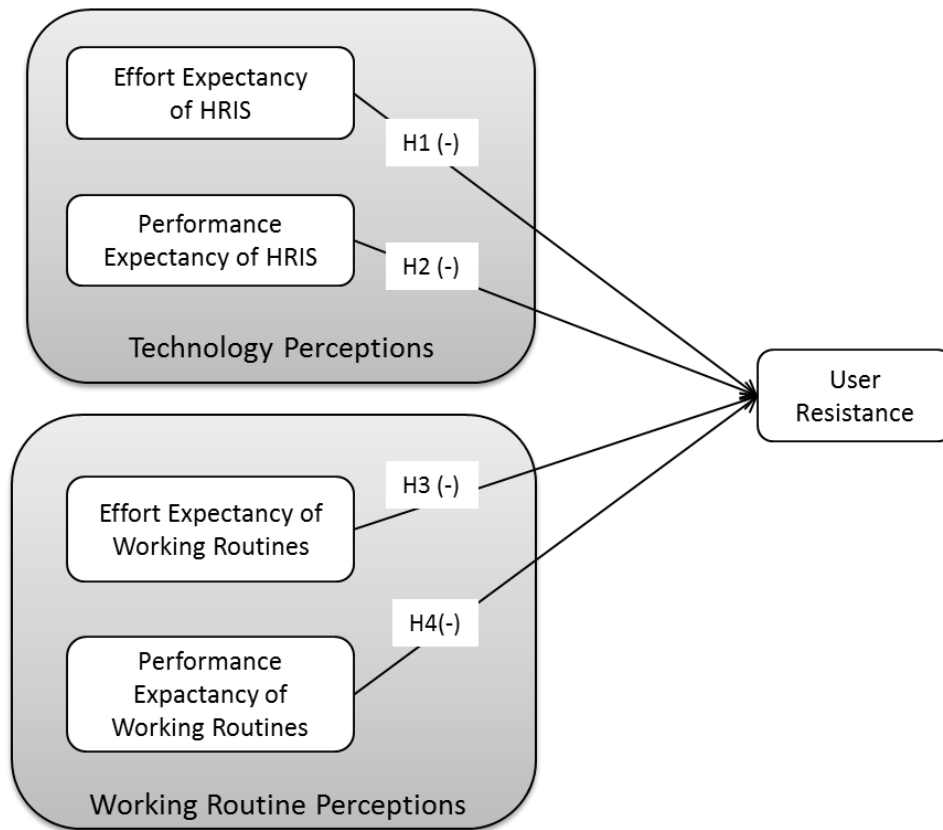 Effort Expectancy
of HRIS
H1 (-)
Performance
Expectancy of HRIS
H2 (-)
Technology Perceptions
User
Resistance
Effort Expectancy of
Working Routines
H3 (-)
Performance
Expactancy of
Working Routines
H4(-)
Working Routine Perceptions